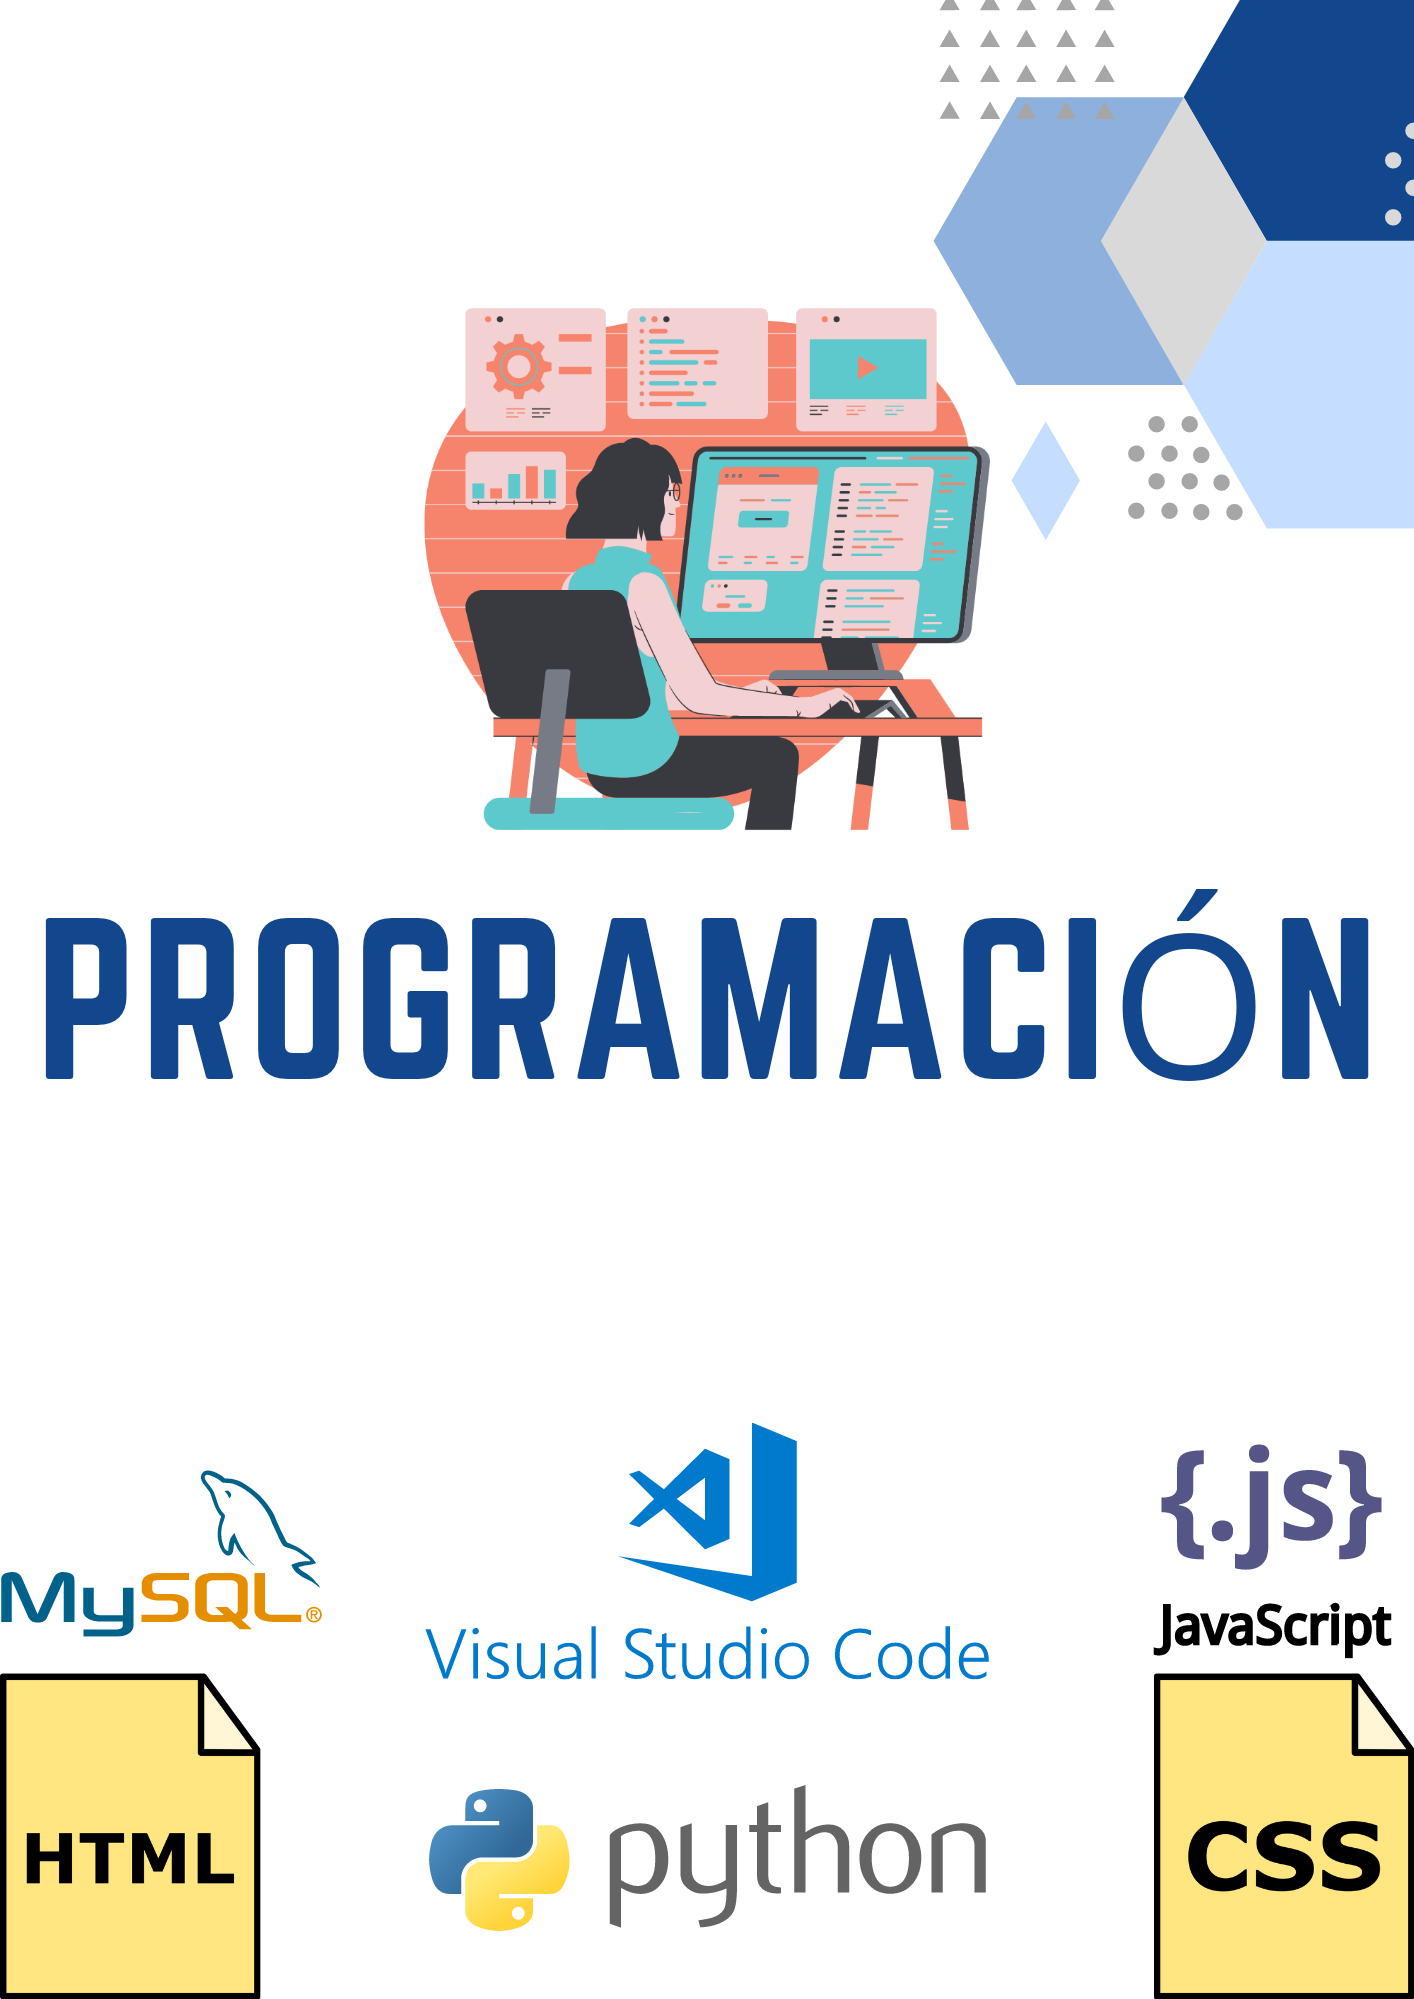 PROGRAMACIÓN
{.js}
MySQL®
Visual Studio Code
JavaScript
HTML
python
CSS